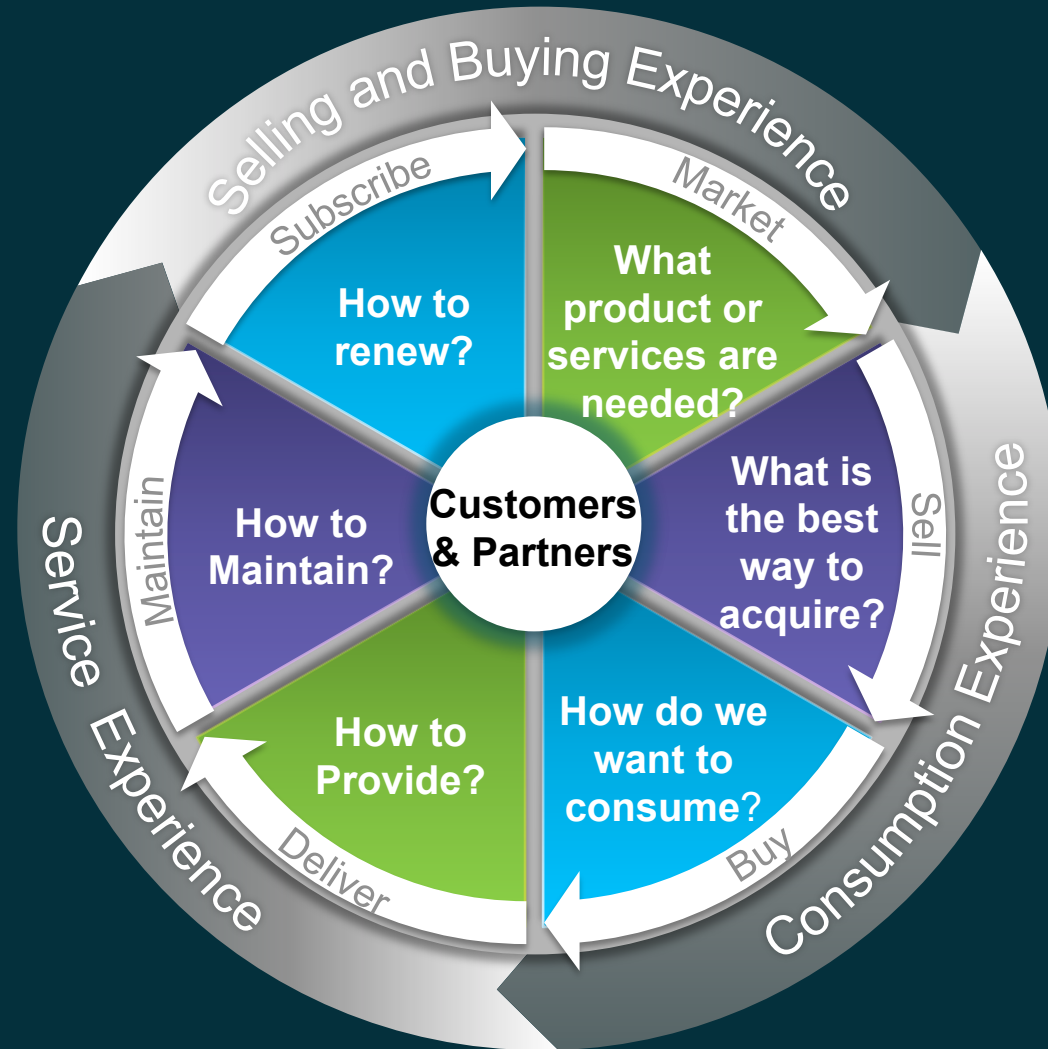 Selling and Buying Experience
Subscribe
Market
How to
renew?
What
product or
services are
needed?
Maintain
How to
Maintain?
Customers
& Partners
What is
the best
way to
acquire?
Sell
Service Experience
Consumption Experience
How to
Provide?
How do we
want to
consume?
Deliver
Buy